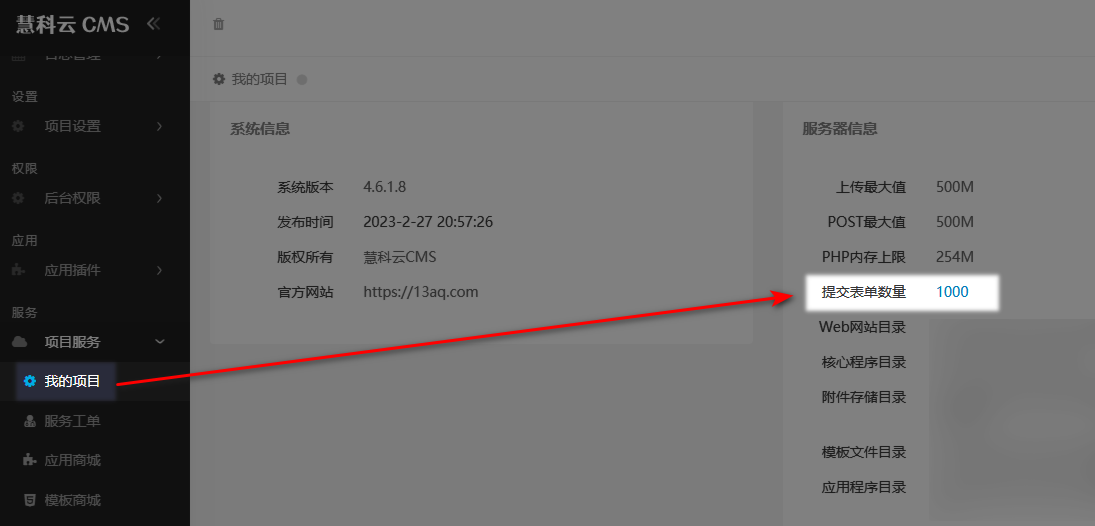 慧科云 CMS
日志管理
设置
项目设置
权限
后台权限
应用
应用插件
服务
项目服务
我的项目
服务工单
应用商城
模板商城
我的项目
系统信息
系统版本 4.6.1.8
发布时间 2023-2-27 20:57:26
版权所有 慧科云CMS
官方网站 https://13aq.com
服务器信息
上传最大值 500M
POST最大值 500M
PHP内存上限 254M
提交表单数量 1000
Web网站目录
核心程序目录
附件存储目录
模板文件目录
应用程序目录